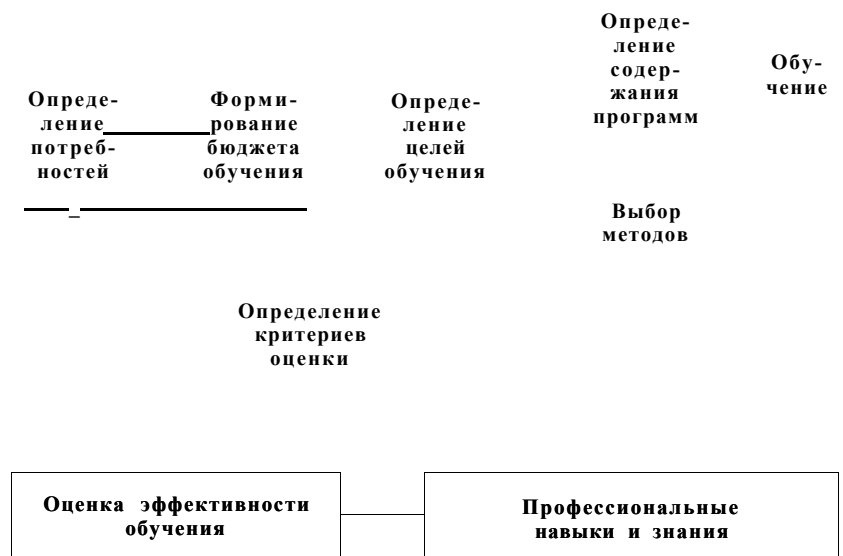 Опреде-
ление
содер-
жания
программ
Обу-
чение
Опреде-
ление
потреб-
ностей
Форми-
рование
бюджета
обучения
Опреде-
ление
целей
обучения
Выбор
методов
Определение
критериев
оценки
Оценка эффективности
обучения
Профессиональные
навыки и знания